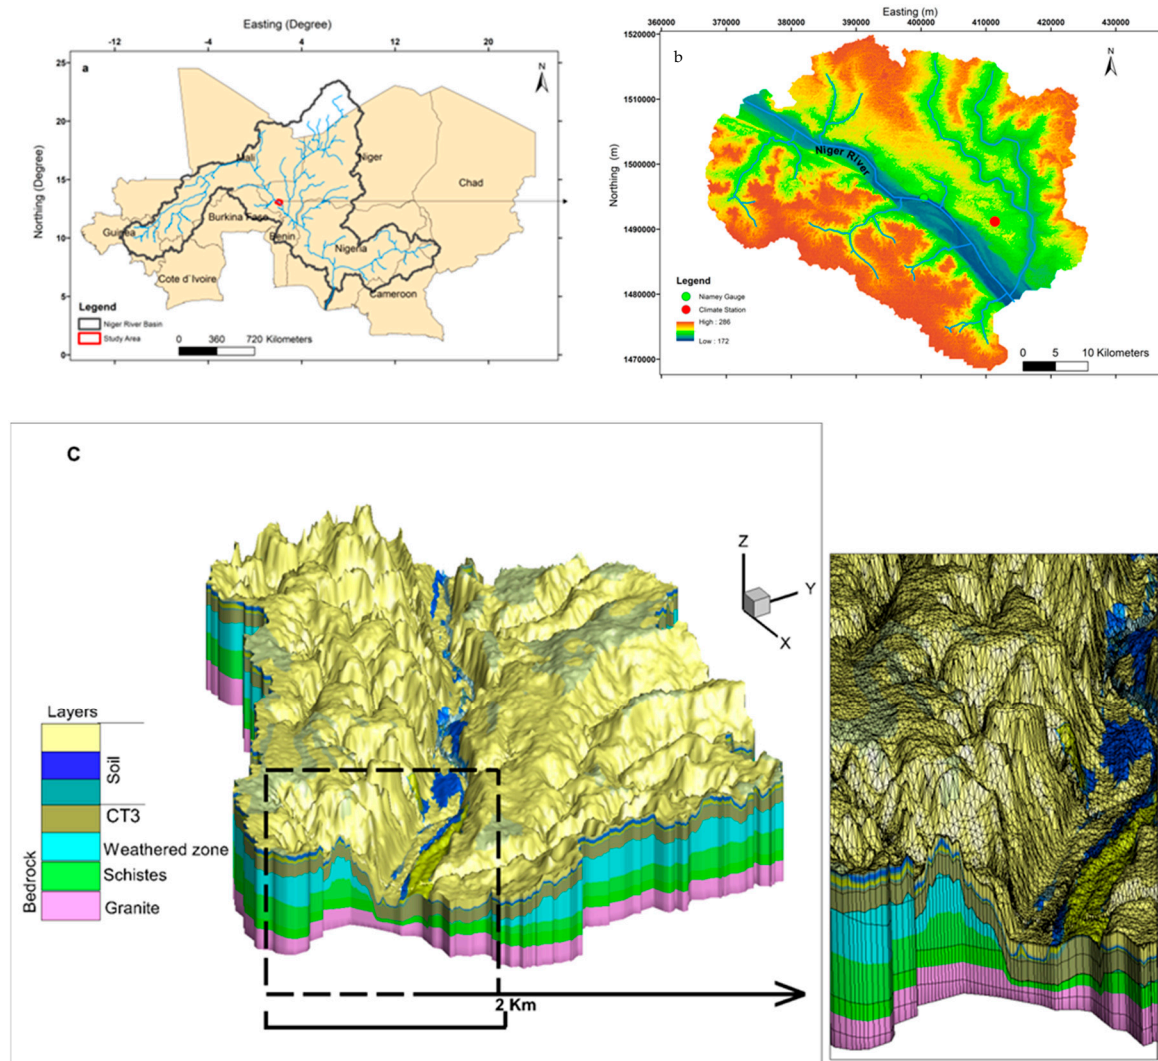 Easting (Degree)
-12 -4 4 12 20
a
N
25
20
15
10
5
0
Northing (Degree)
Mali
Niger
Chad
Burkina Faso
Guinea
Benin
Nigeria
Cote d`Ivoire
Cameroon
Legend
Niger River Basin
Study Area
0 360 720 Kilometers
Easting (m)
360000 370000 380000 390000 400000 410000 420000 430000
b
N
1520000
1510000
1500000
1490000
1480000
1470000
Northing (m)
Niger River
Legend
Niamey Gauge
Climate Station
High : 286
Low : 172
0 5 10 Kilometers
C
Z
Y
X
Layers
Soil
CT3
Weathered zone
Schistes
Granite
Bedrock
2 Km